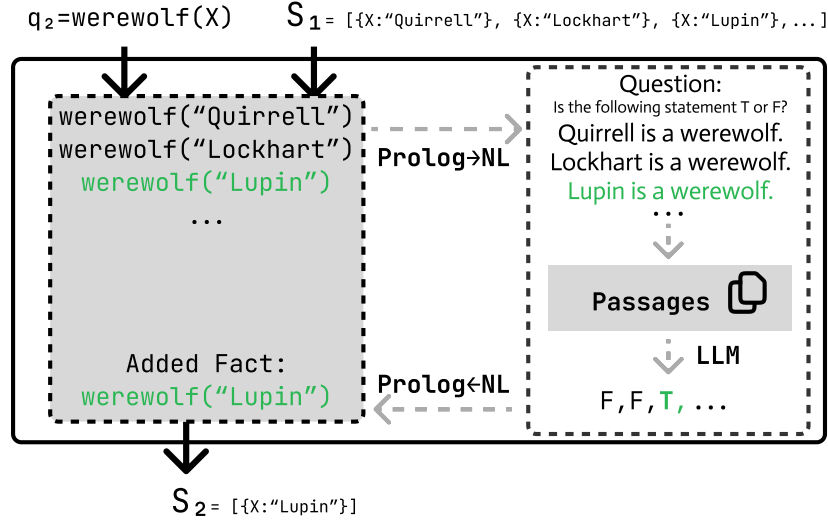 q₂=werewolf(X)
S₁= [{X:“Quirrell”}, {X:“Lockhart”}, {X:“Lupin”},...]
werewolf(“Quirrell”)
werewolf(“Lockhart”)
werewolf(“Lupin”)
...
Added Fact:
werewolf(“Lupin”)
Prolog→NL
Prolog←NL
Question:
Is the following statement T or F?
Quirrell is a werewolf.
Lockhart is a werewolf.
Lupin is a werewolf.
...
Passages
LLM
F,F,T, ...
S₂= [{X:“Lupin”}]